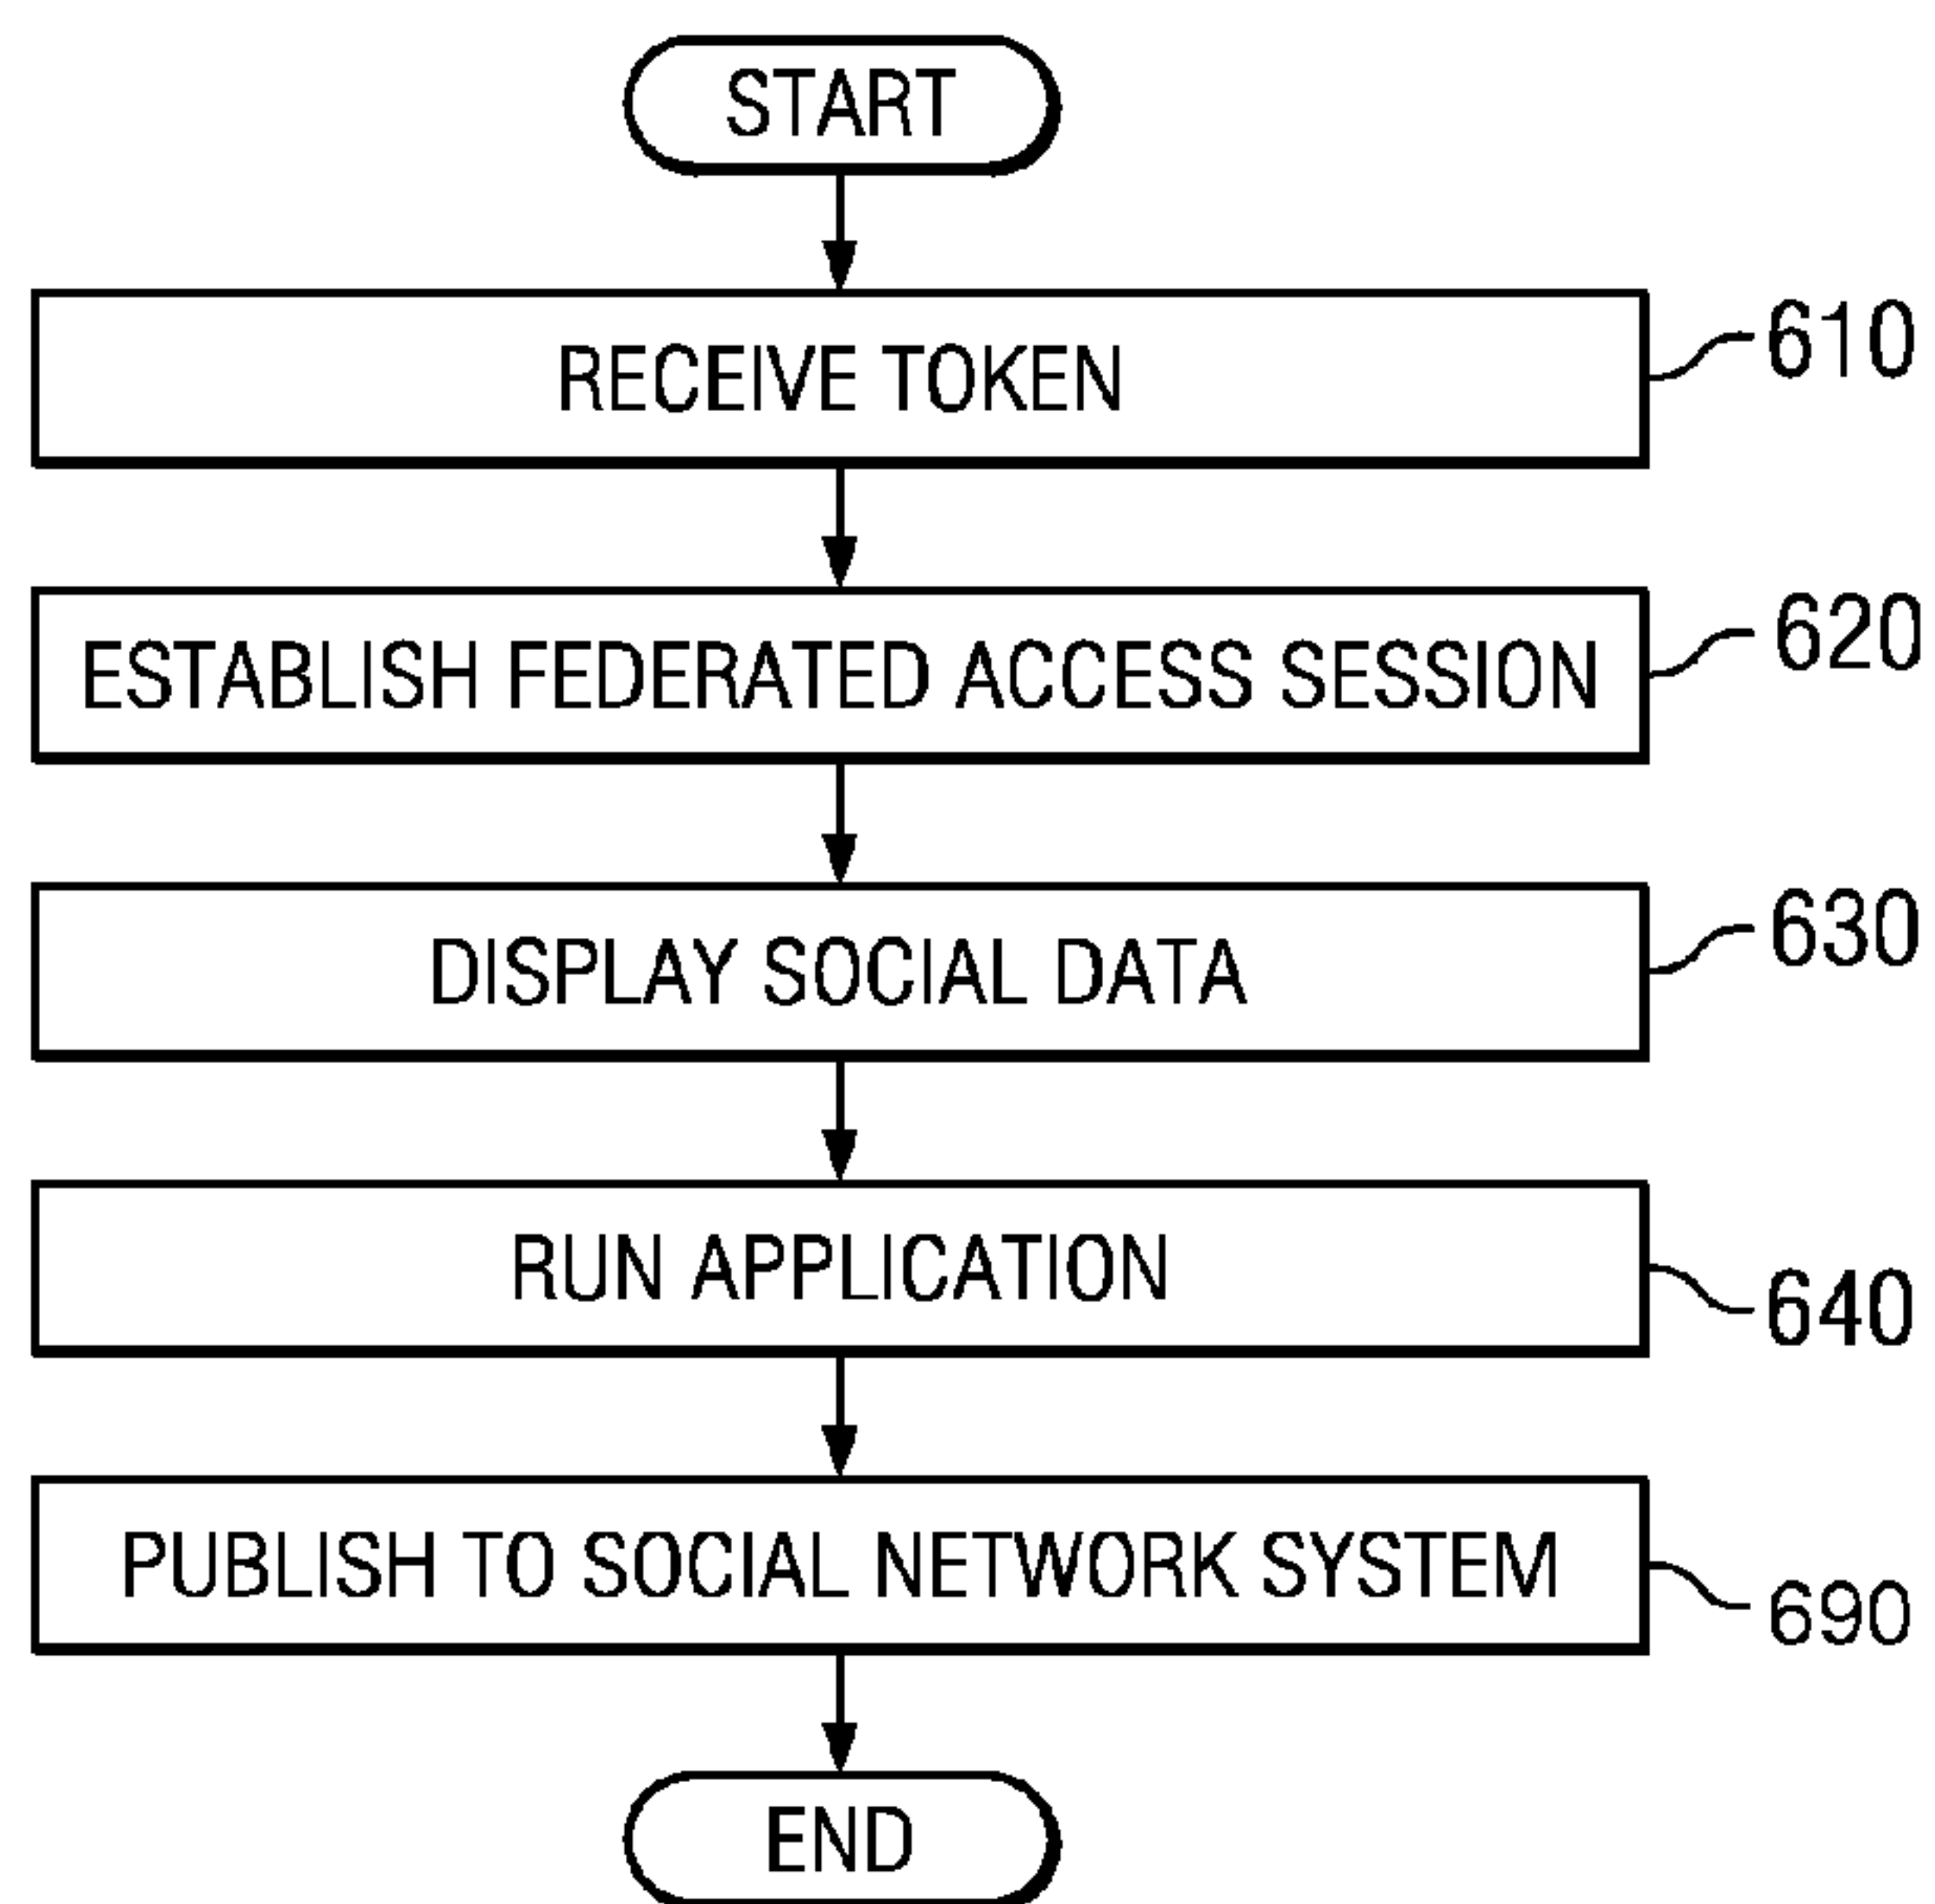 START
RECEIVE TOKEN
610
ESTABLISH FEDERATED ACCESS SESSION
620
DISPLAY SOCIAL DATA
630
RUN APPLICATION
640
PUBLISH TO SOCIAL NETWORK SYSTEM
690
END